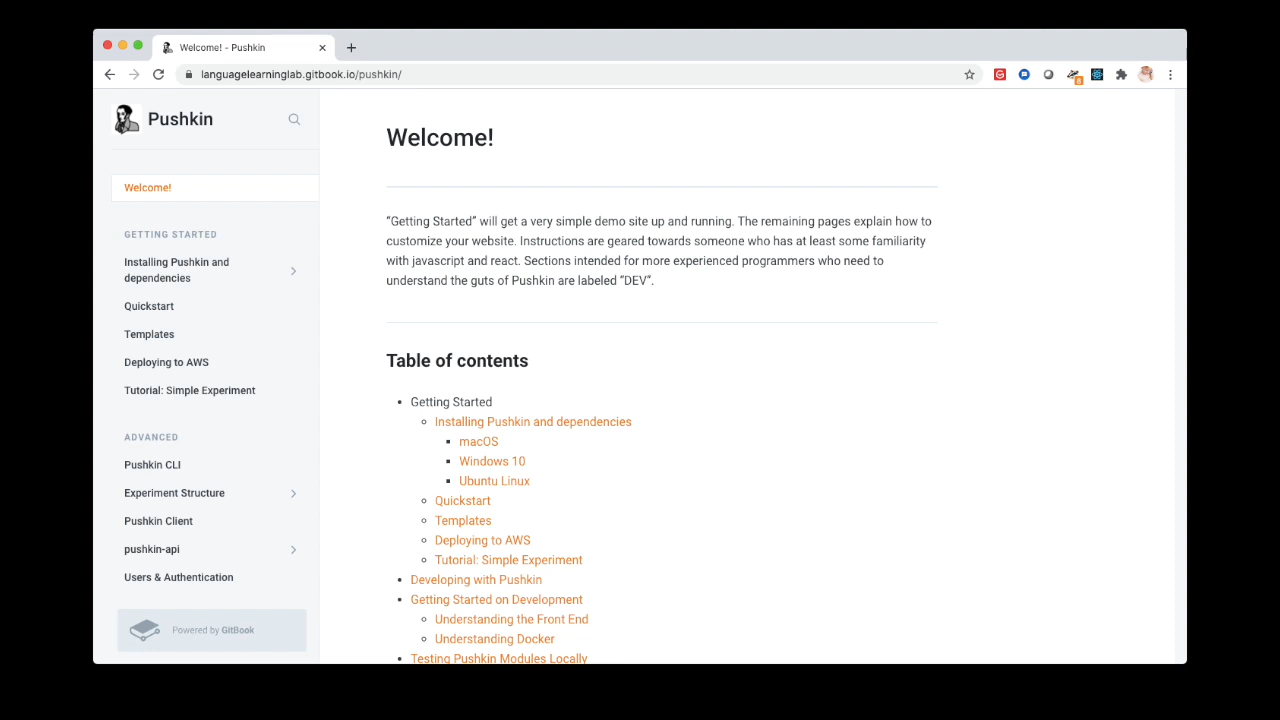 Welcome! - Pushkin
languagelearninglab.gitbook.io/pushkin/
Pushkin
Welcome!
GETTING STARTED
Installing Pushkin and
dependencies
Quickstart
Templates
Deploying to AWS
Tutorial: Simple Experiment
ADVANCED
Pushkin CLI
Experiment Structure
Pushkin Client
pushkin-api
Users & Authentication
Powered by GitBook
Welcome!
“Getting Started” will get a very simple demo site up and running. The remaining pages explain how to
customize your website. Instructions are geared towards someone who has at least some familiarity
with javascript and react. Sections intended for more experienced programmers who need to
understand the guts of Pushkin are labeled “DEV”.
Table of contents
Getting Started
Installing Pushkin and dependencies
macOS
Windows 10
Ubuntu Linux
Quickstart
Templates
Deploying to AWS
Tutorial: Simple Experiment
Developing with Pushkin
Getting Started on Development
Understanding the Front End
Understanding Docker
Testing Pushkin Modules Locally